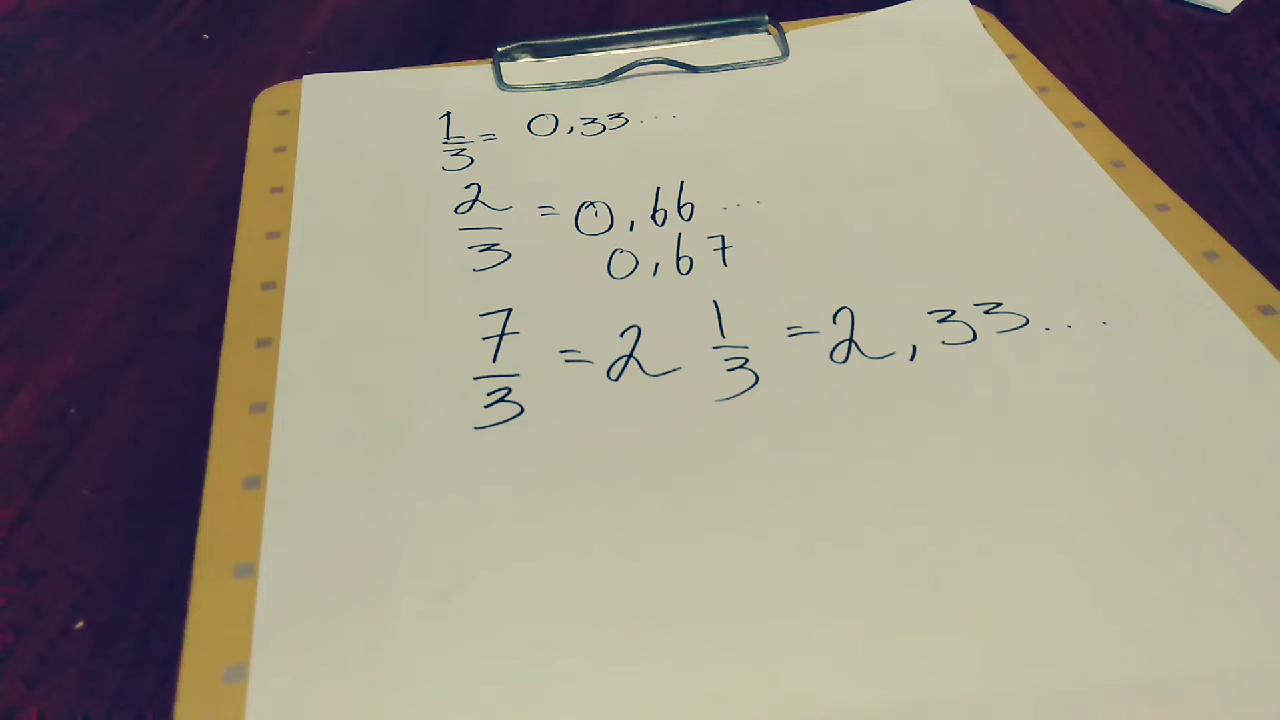 1/3 = 0,33...
2/3 = 0,66...
0,67
7/3 = 2 1/3 = 2,33....